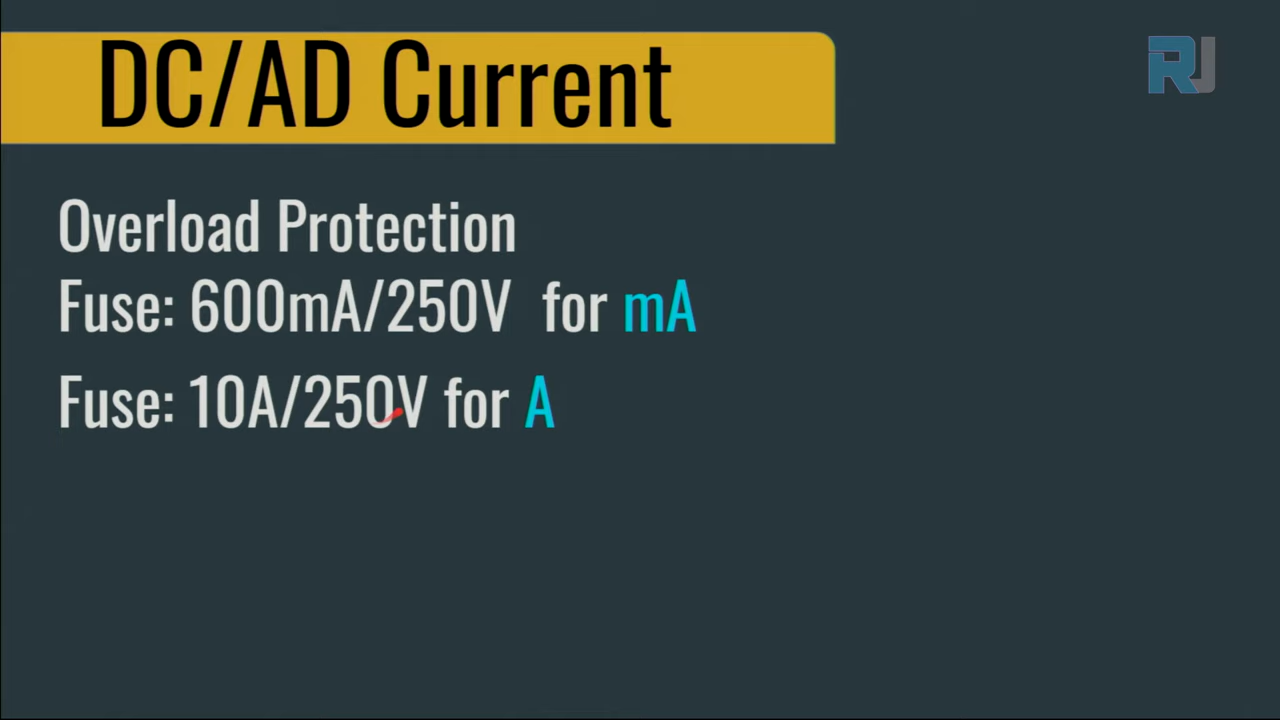 DC/AD Current
RJ
Overload Protection
Fuse: 600mA/250V for mA
Fuse: 10A/250V for A